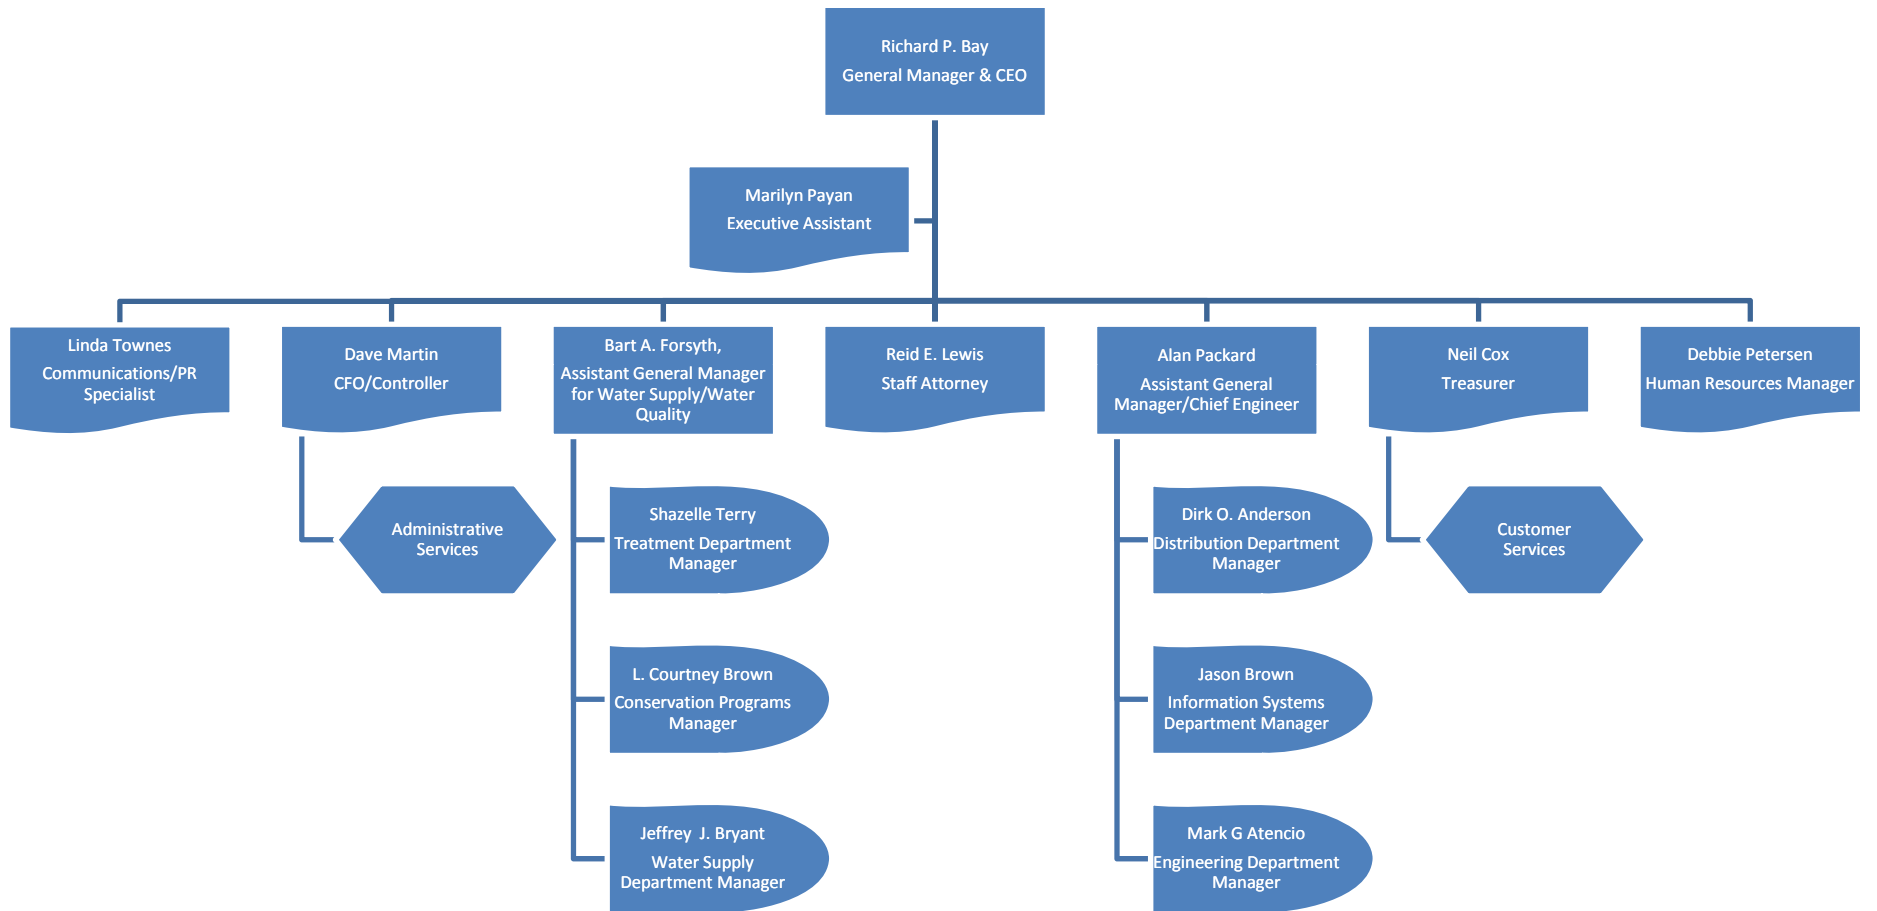 Richard P. Bay
General Manager & CEO
Marilyn Payan
Executive Assistant
Linda Townes
Communications/PR
Specialist
Dave Martin
CFO/Controller
Bart A. Forsyth,
Assistant General Manager
for Water Supply/Water
Quality
Reid E. Lewis
Staff Attorney
Alan Packard
Assistant General
Manager/Chief Engineer
Neil Cox
Treasurer
Debbie Petersen
Human Resources Manager
Administrative
Services
Shazelle Terry
Treatment Department
Manager
Dirk O. Anderson
Distribution Department
Manager
Customer
Services
L. Courtney Brown
Conservation Programs
Manager
Jason Brown
Information Systems
Department Manager
Jeffrey  J. Bryant
Water Supply
Department Manager
Mark G Atencio
Engineering Department
Manager